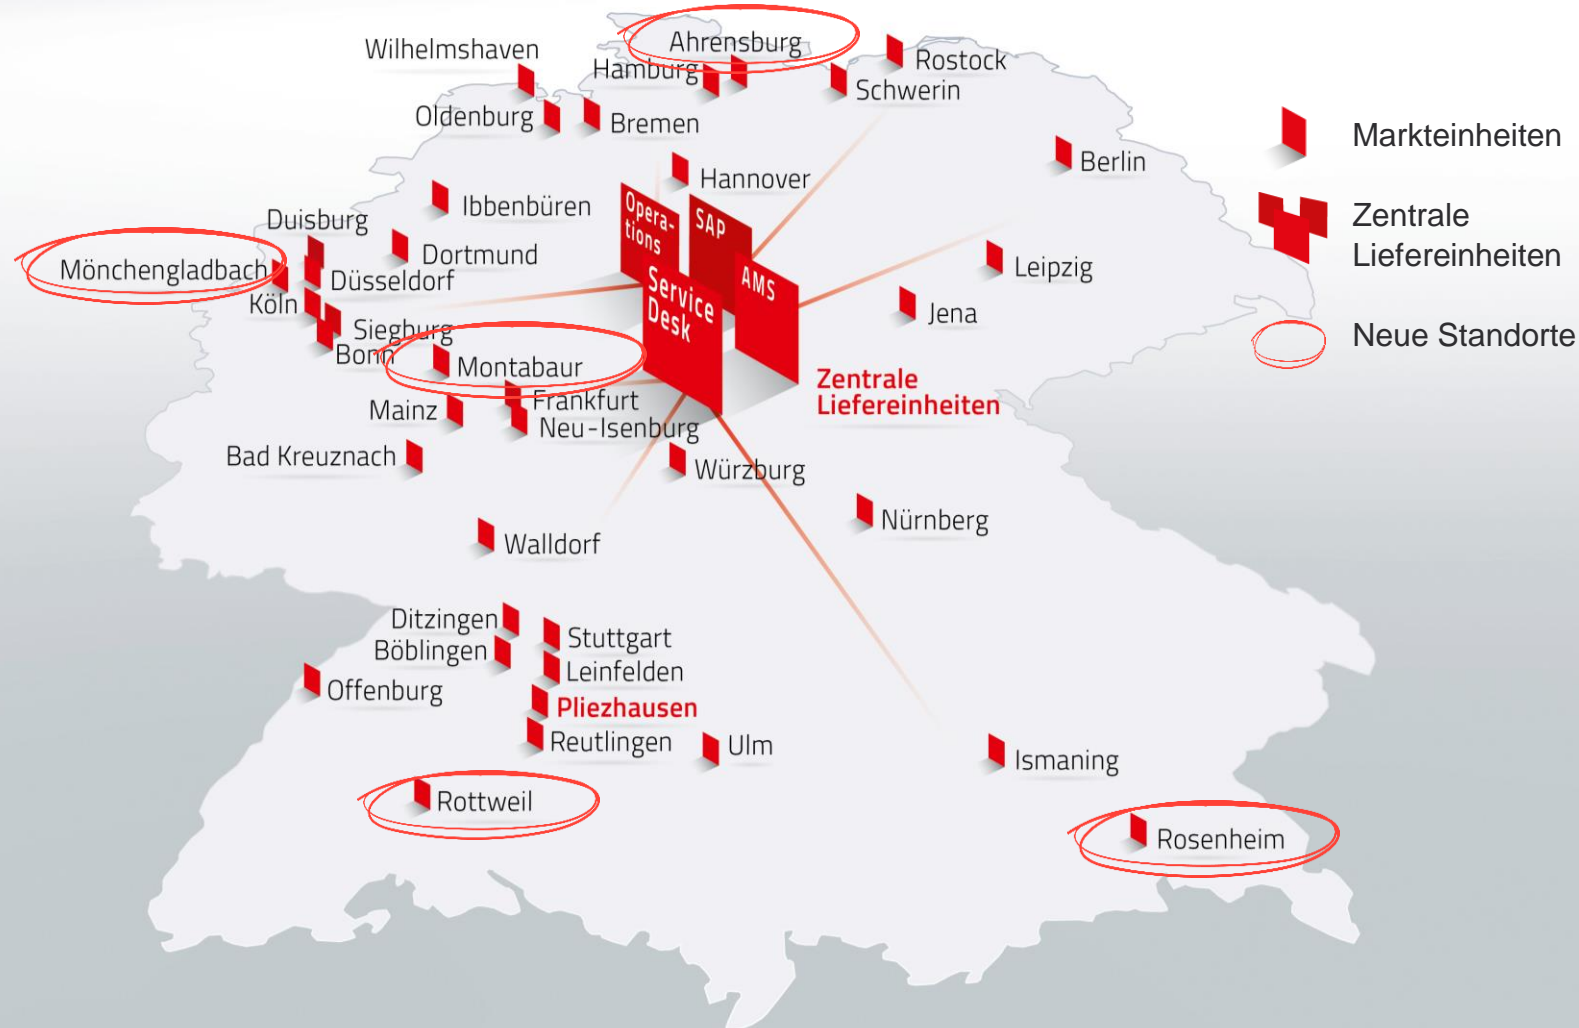 Ahrensburg
Wilhelmshaven
Hamburg
Rostock
Schwerin
Oldenburg
Bremen
Markteinheiten
Berlin
Hannover
Ibbenbüren
Opera-
tions
SAP
Zentrale
Liefereinheiten
Duisburg
Dortmund
Mönchengladbach
Düsseldorf
Leipzig
Service
Desk
AMS
Köln
Jena
Siegburg
Bonn
Neue Standorte
Montabaur
Zentrale
Liefereinheiten
Mainz
Frankfurt
Neu-Isenburg
Bad Kreuznach
Würzburg
Nürnberg
Walldorf
Ditzingen
Stuttgart
Böblingen
Leinfelden
Offenburg
Pliezhausen
Reutlingen
Ulm
Ismaning
Rottweil
Rosenheim